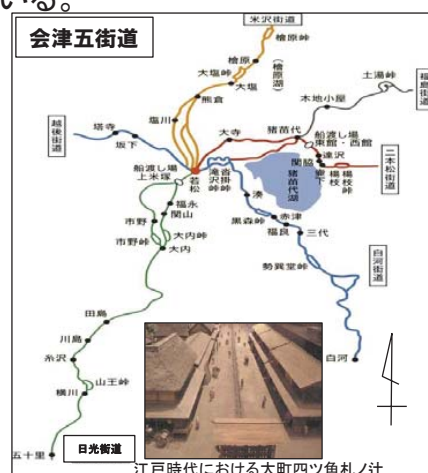 いる。
会津五街道
米沢街道
檜原峠
檜原
(檜原湖)
大塩峠
大塩
熊倉
塩川
土湯峠
木地小屋
福島街道
越後街道
塔寺
坂下
大寺
猪苗代
船渡し場
東館・西館
達沢
関脇
楊枝峠
楊枝
二本松街道
船渡し場
上米塚
若松
滝沢峠
沓掛峠
猪苗代湖
湊
黒森峠
赤津
福良
三代
勢至堂峠
白河街道
白河
福永
関山
市野
大内峠
市野峠
大内
田島
川島
糸沢
山王峠
横川
五十里
日光街道
江戸時代における大町四ツ角札ノ辻